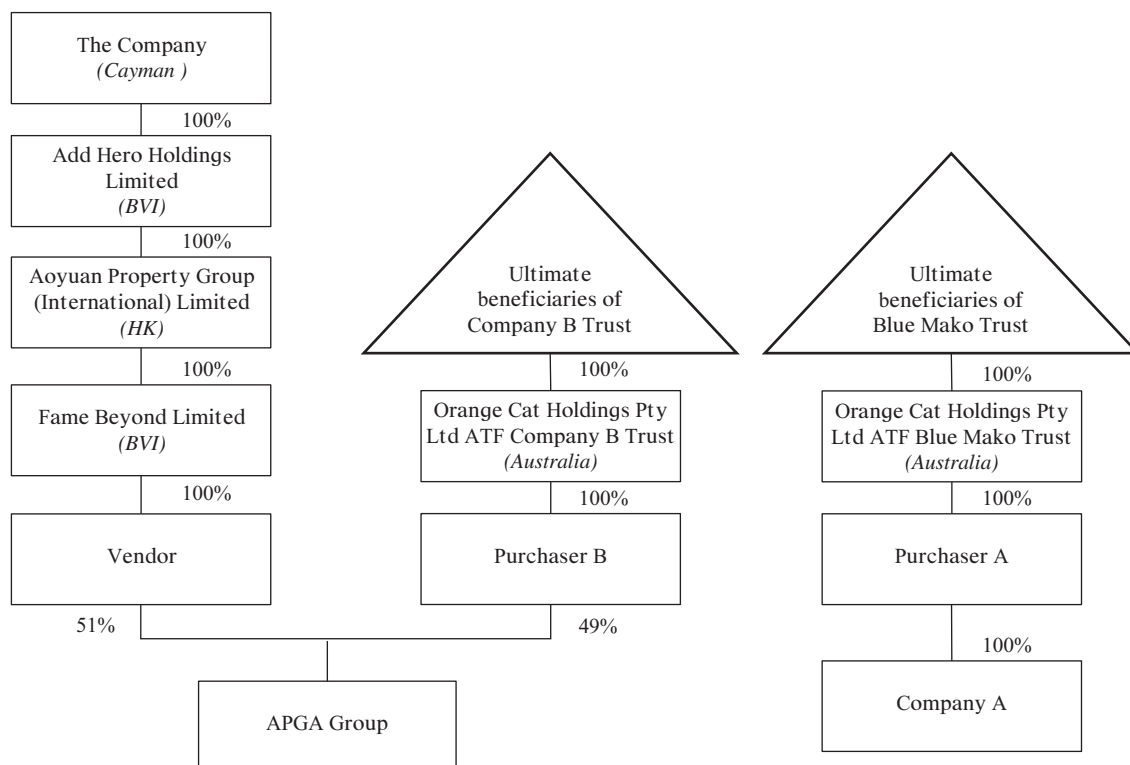 The Company
(Cayman )
100%
Add Hero Holdings
Limited
(BVI)
100%
Aoyuan Property Group
(International) Limited
(HK)
100%
Fame Beyond Limited
(BVI)
100%
Vendor
51%
Ultimate
beneficiaries of
Company B Trust
100%
Orange Cat Holdings Pty
Ltd ATF Company B Trust
(Australia)
100%
Purchaser B
49%
APGA Group
Ultimate
beneficiaries of
Blue Mako Trust
100%
Orange Cat Holdings Pty
Ltd ATF Blue Mako Trust
(Australia)
100%
Purchaser A
100%
Company A